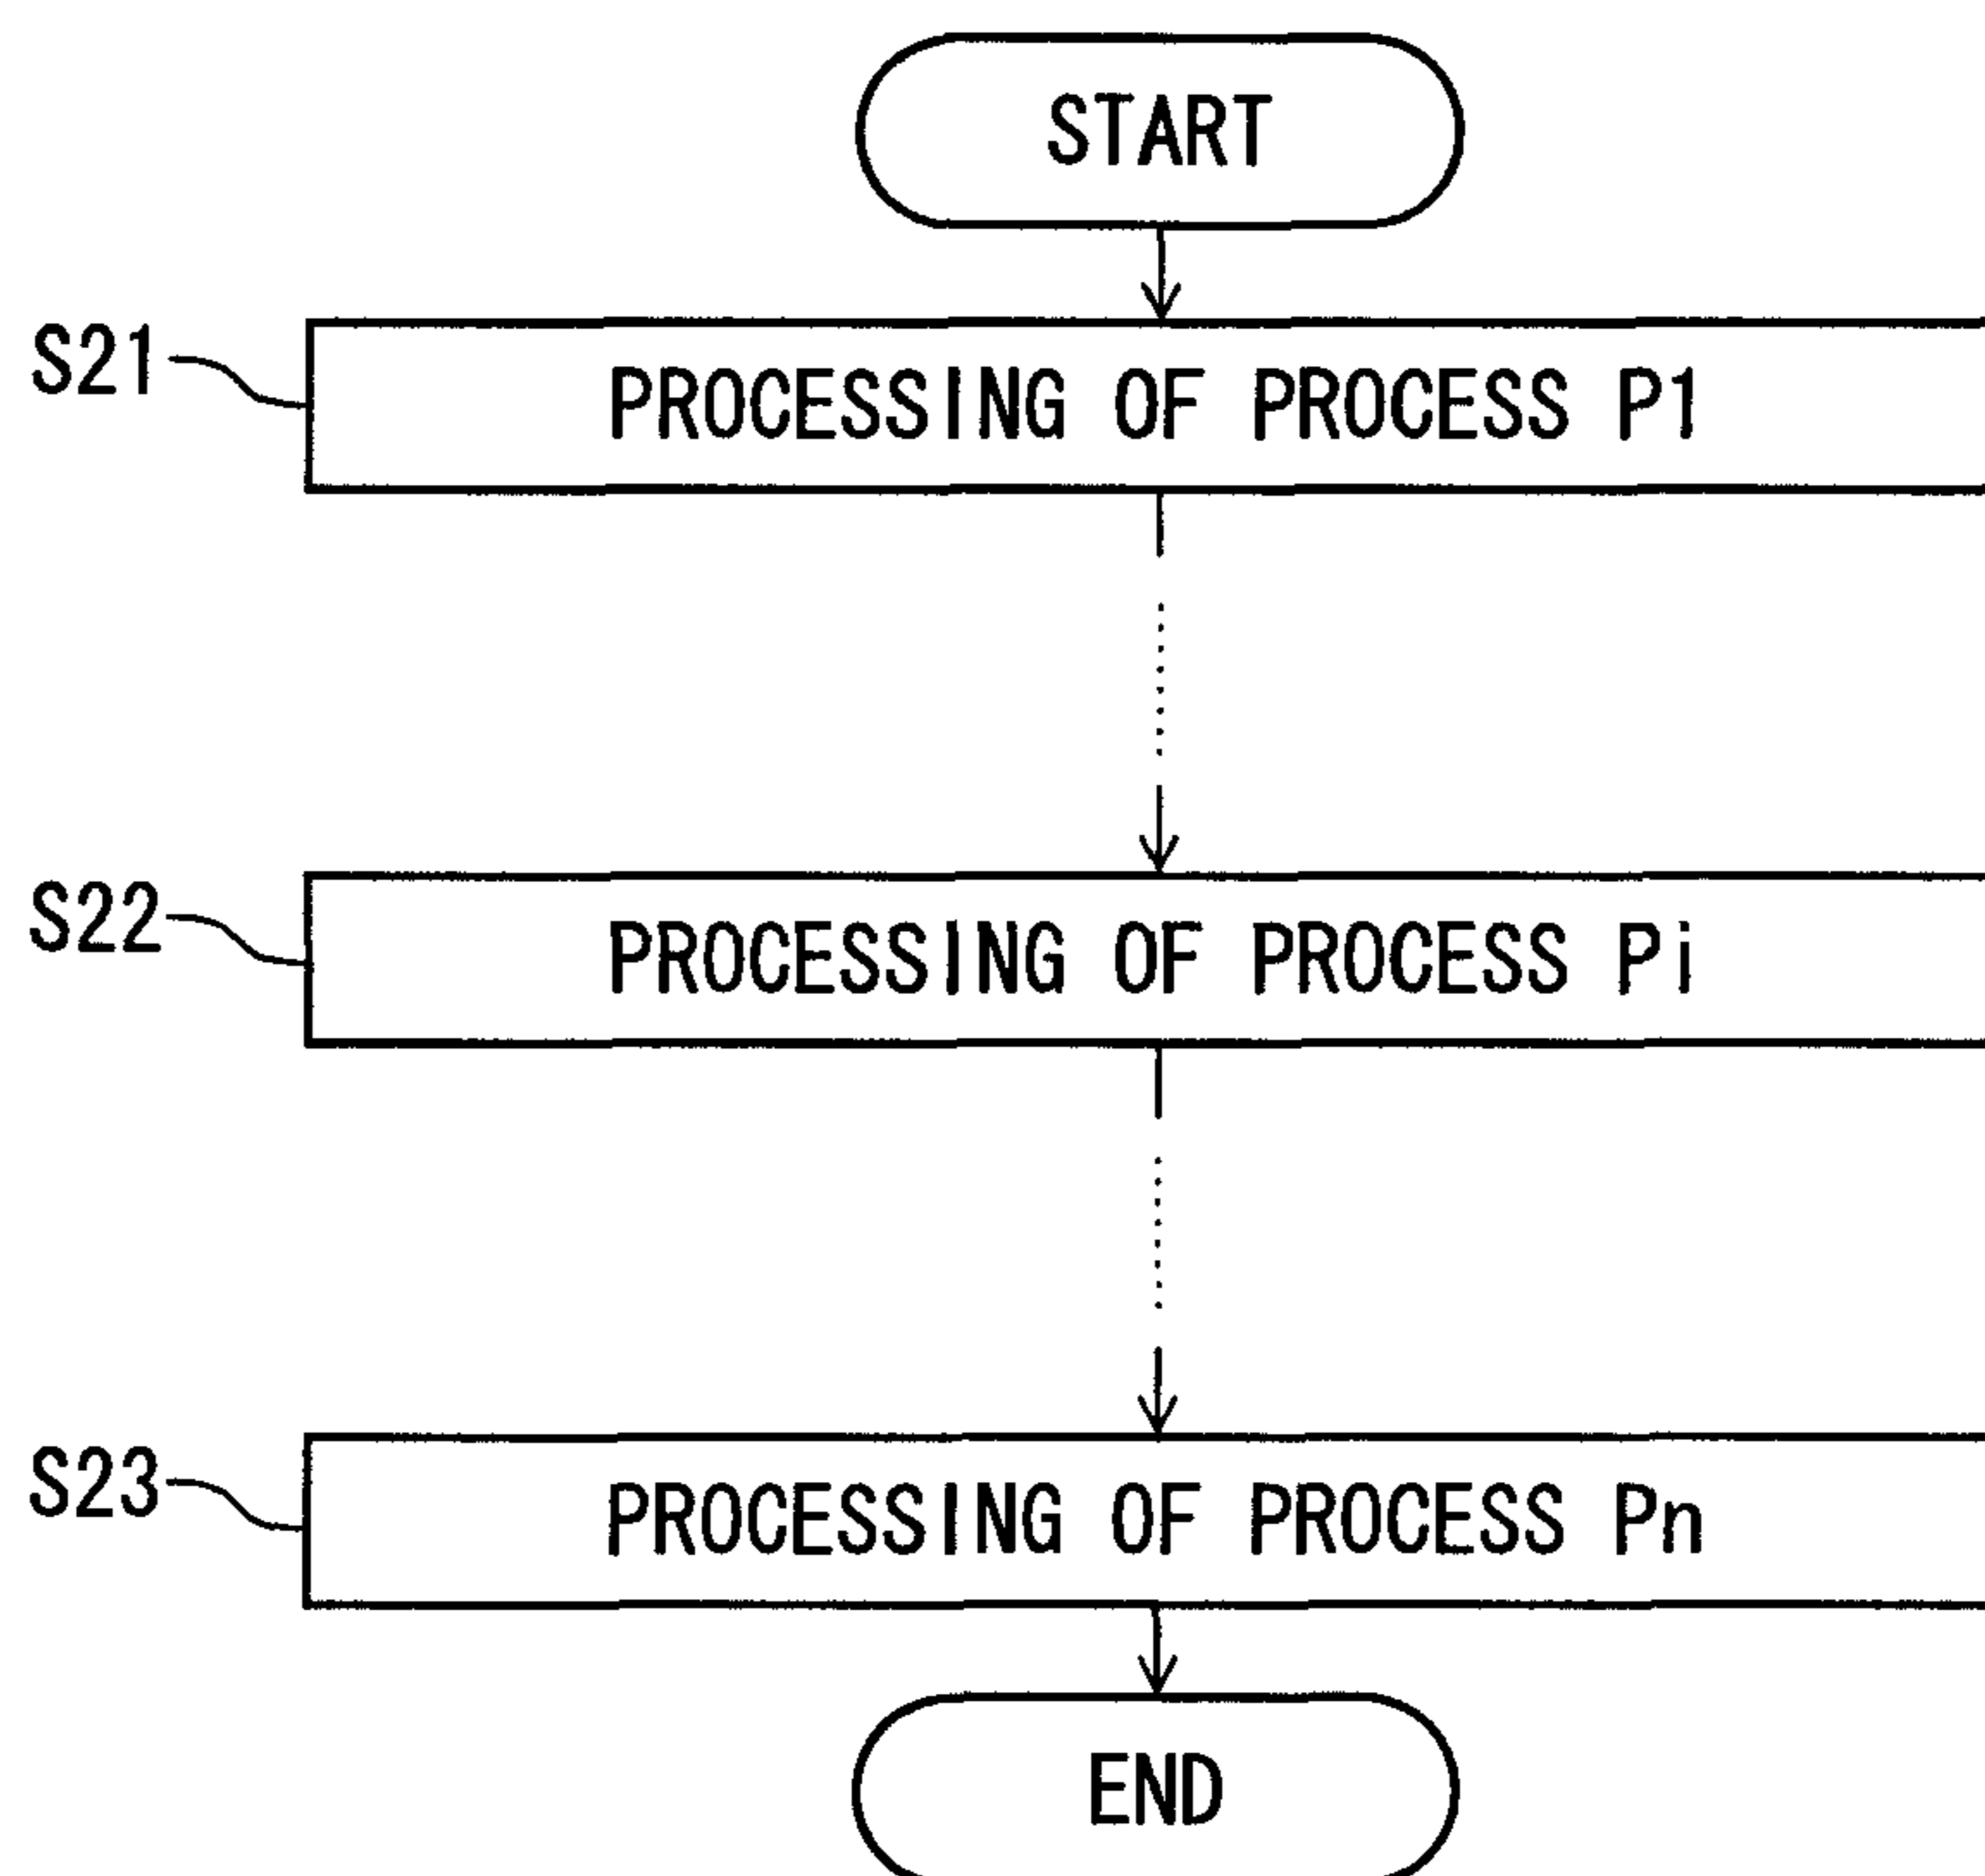 START
S21
PROCESSING OF PROCESS P1
S22
PROCESSING OF PROCESS Pi
S23
PROCESSING OF PROCESS Pn
END